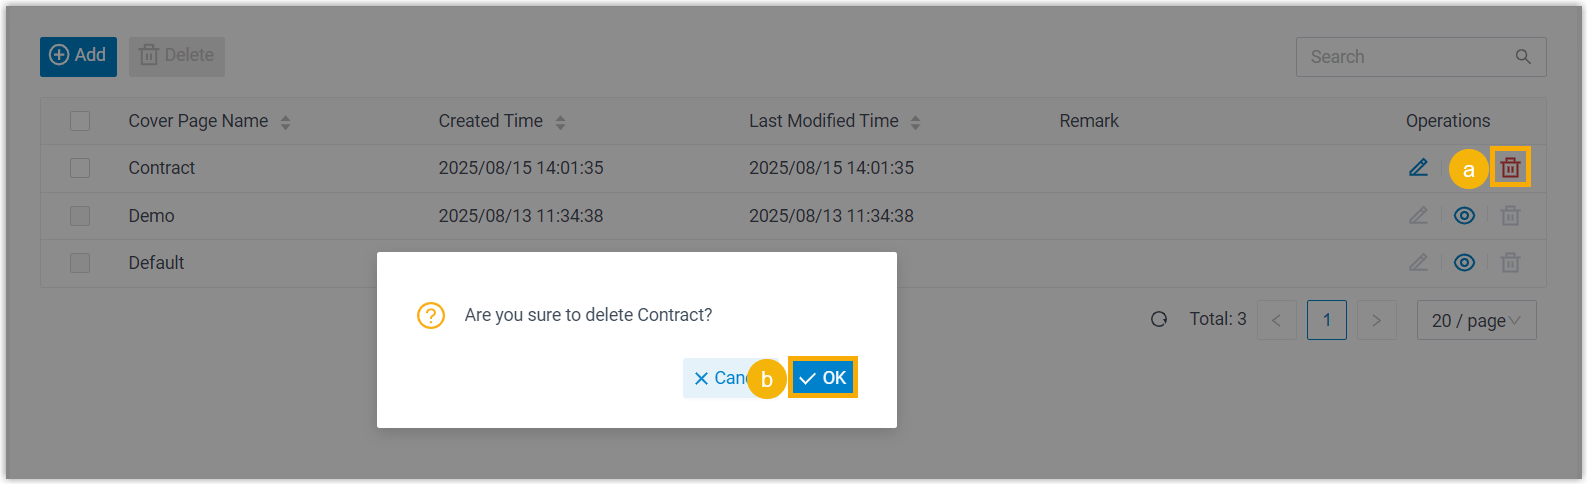 Add Delete Search
Cover Page Name Created Time Last Modified Time Remark Operations
Contract 2025/08/15 14:01:35 2025/08/15 14:01:35 a
Demo 2025/08/13 11:34:38 2025/08/13 11:34:38
Default
Are you sure to delete Contract?
Total: 3 < 1 > 20 / page
b OK